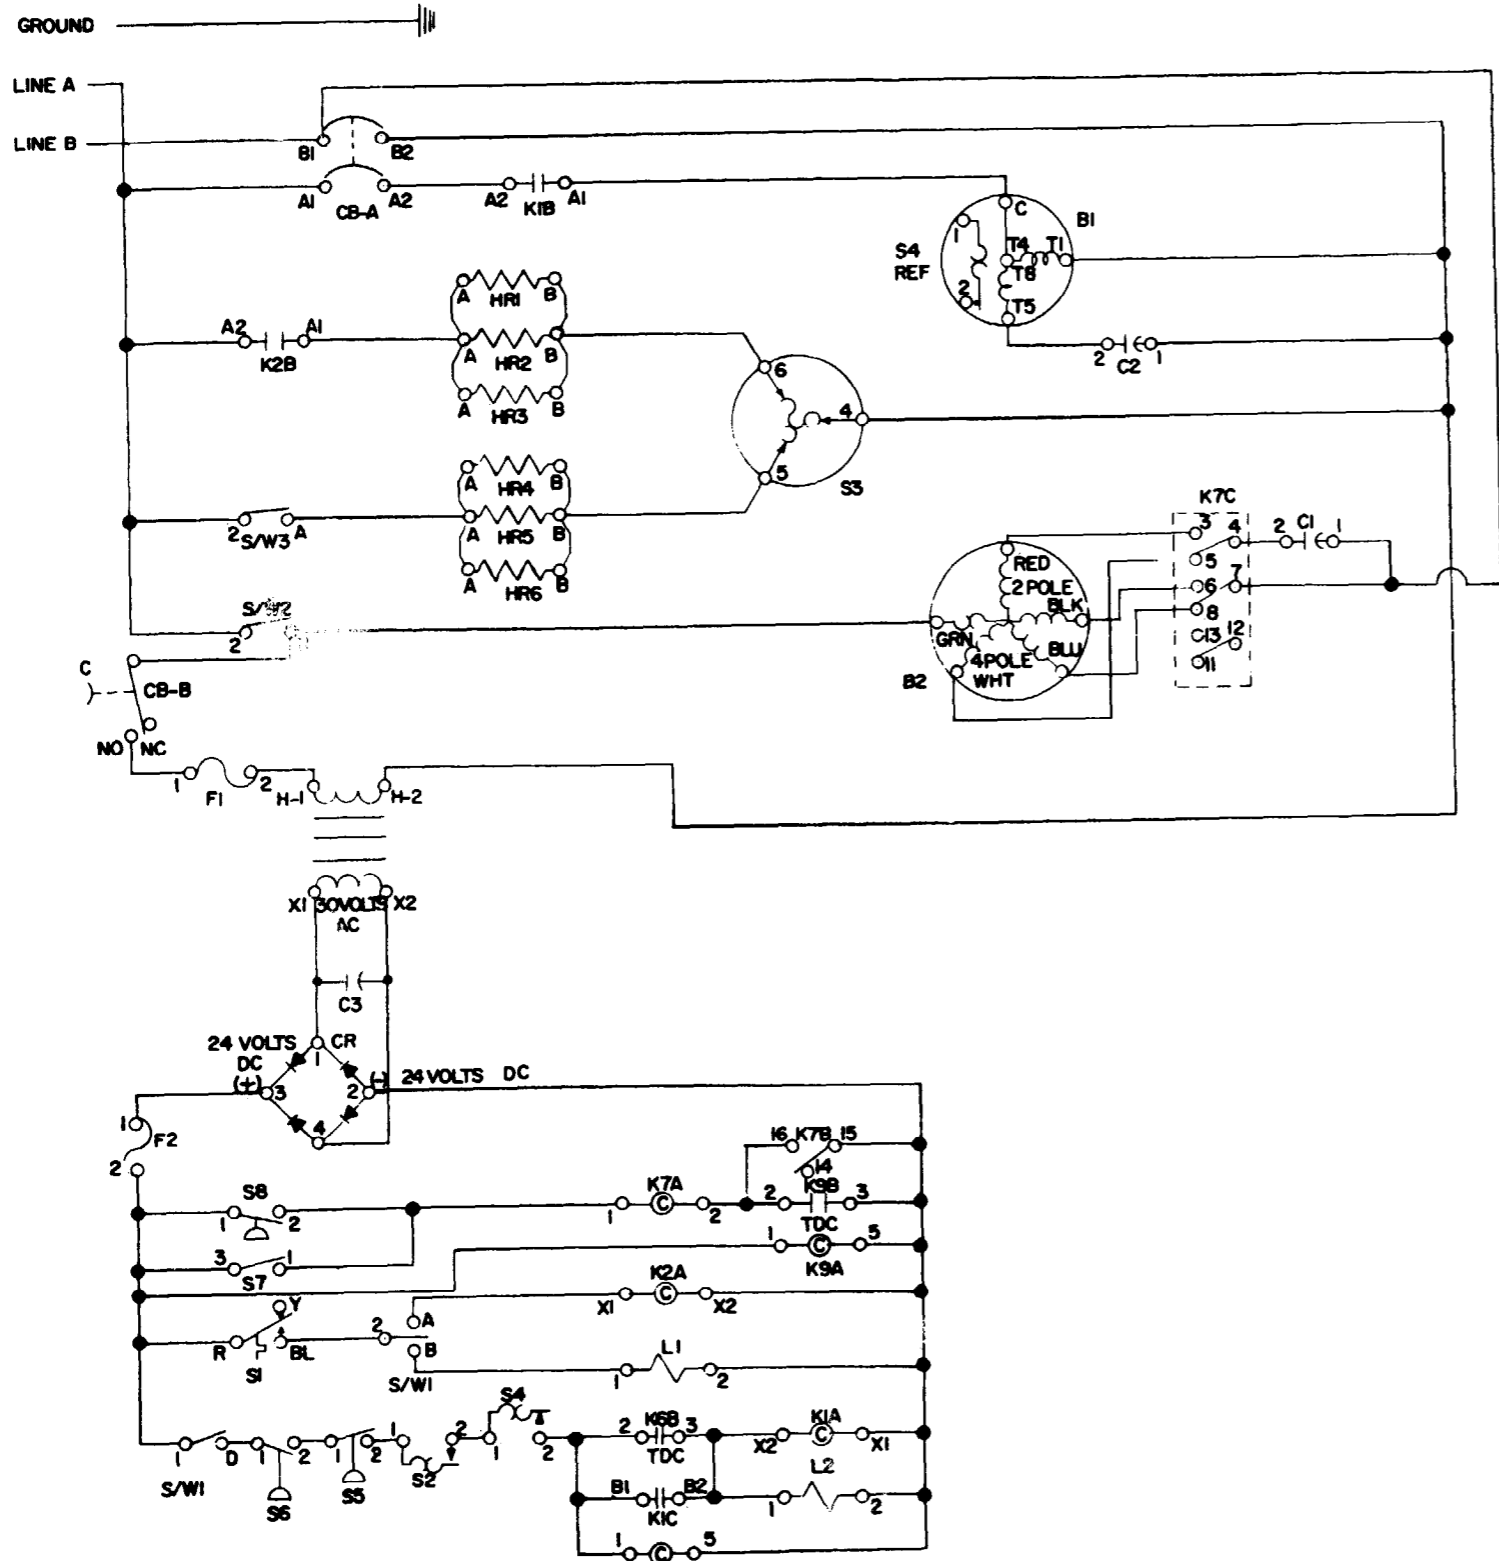 GROUND
LINE A
LINE B
B1 B2
A1 CB-A A2 A2 K1B A1
C B1
S4 REF
1 T4 T1
2 T8
T5
2 C2 1
A HR1 B
A2 K2B A1 A HR2 B
A HR3 B
6
4
5
S3
A HR4 B
2 S/W3 A A HR5 B
A HR6 B
K7C
3 4 2 C1 1
5
6 7
8
13 12
11
RED
2 POLE
BLK
GRN
BLU
4 POLE
WHT
B2
S/W2
2
C CB-B
NO NC
1 F1 2 H-1 H-2
X1 30 VOLTS X2
AC
C3
24 VOLTS DC (+) 1 CR
3 2 (-) 24 VOLTS DC
4
1 F2
2
16 K7B 15
14
S8 K7A 2 K9B 3
1 2 1 2 TDC
3 S7 1 1 5
K9A
K2A
X1 X2
Y
R S1 BL 2 A
B
S/W1
L1
1 2
S4
1 D 1 2 1 2 1 2 1 2
S/W1 S6 S5 S2
2 K6B 3
TDC
K1A
X2 X1
B1 B2
K1C
L2
1 2
1 C 5